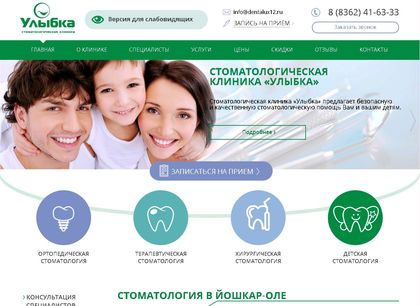 Улыбка
СТОМАТОЛОГИЧЕСКАЯ КЛИНИКА
Версия для слабовидящих
info@dentalux12.ru
ЗАПИСЬ НА ПРИЁМ
8 (8362) 41-63-33
Заказать звонок
ГЛАВНАЯ О КЛИНИКЕ СПЕЦИАЛИСТЫ УСЛУГИ ЦЕНЫ СКИДКИ ОТЗЫВЫ КОНТАКТЫ
СТОМАТОЛОГИЧЕСКАЯ
КЛИНИКА «УЛЫБКА»
Стоматологическая клиника «Улыбка» предлагает безопасную
и качественную стоматологическую помощь Вам и вашим детям.
Подробнее
ЗАПИСАТЬСЯ НА ПРИЕМ
ОРТОПЕДИЧЕСКАЯ СТОМАТОЛОГИЯ
ТЕРАПЕВТИЧЕСКАЯ СТОМАТОЛОГИЯ
ХИРУРГИЧЕСКАЯ СТОМАТОЛОГИЯ
ДЕТСКАЯ СТОМАТОЛОГИЯ
КОНСУЛЬТАЦИЯ
СПЕЦИАЛИСТОВ
СТОМАТОЛОГИЯ В ЙОШКАР-ОЛЕ